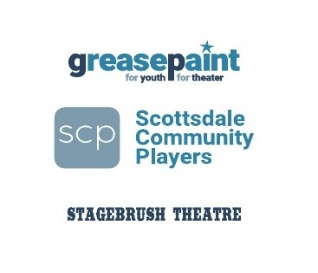 greasepaint
for youth for theater
scp
Scottsdale
Community
Players
STAGEBRUSH THEATRE